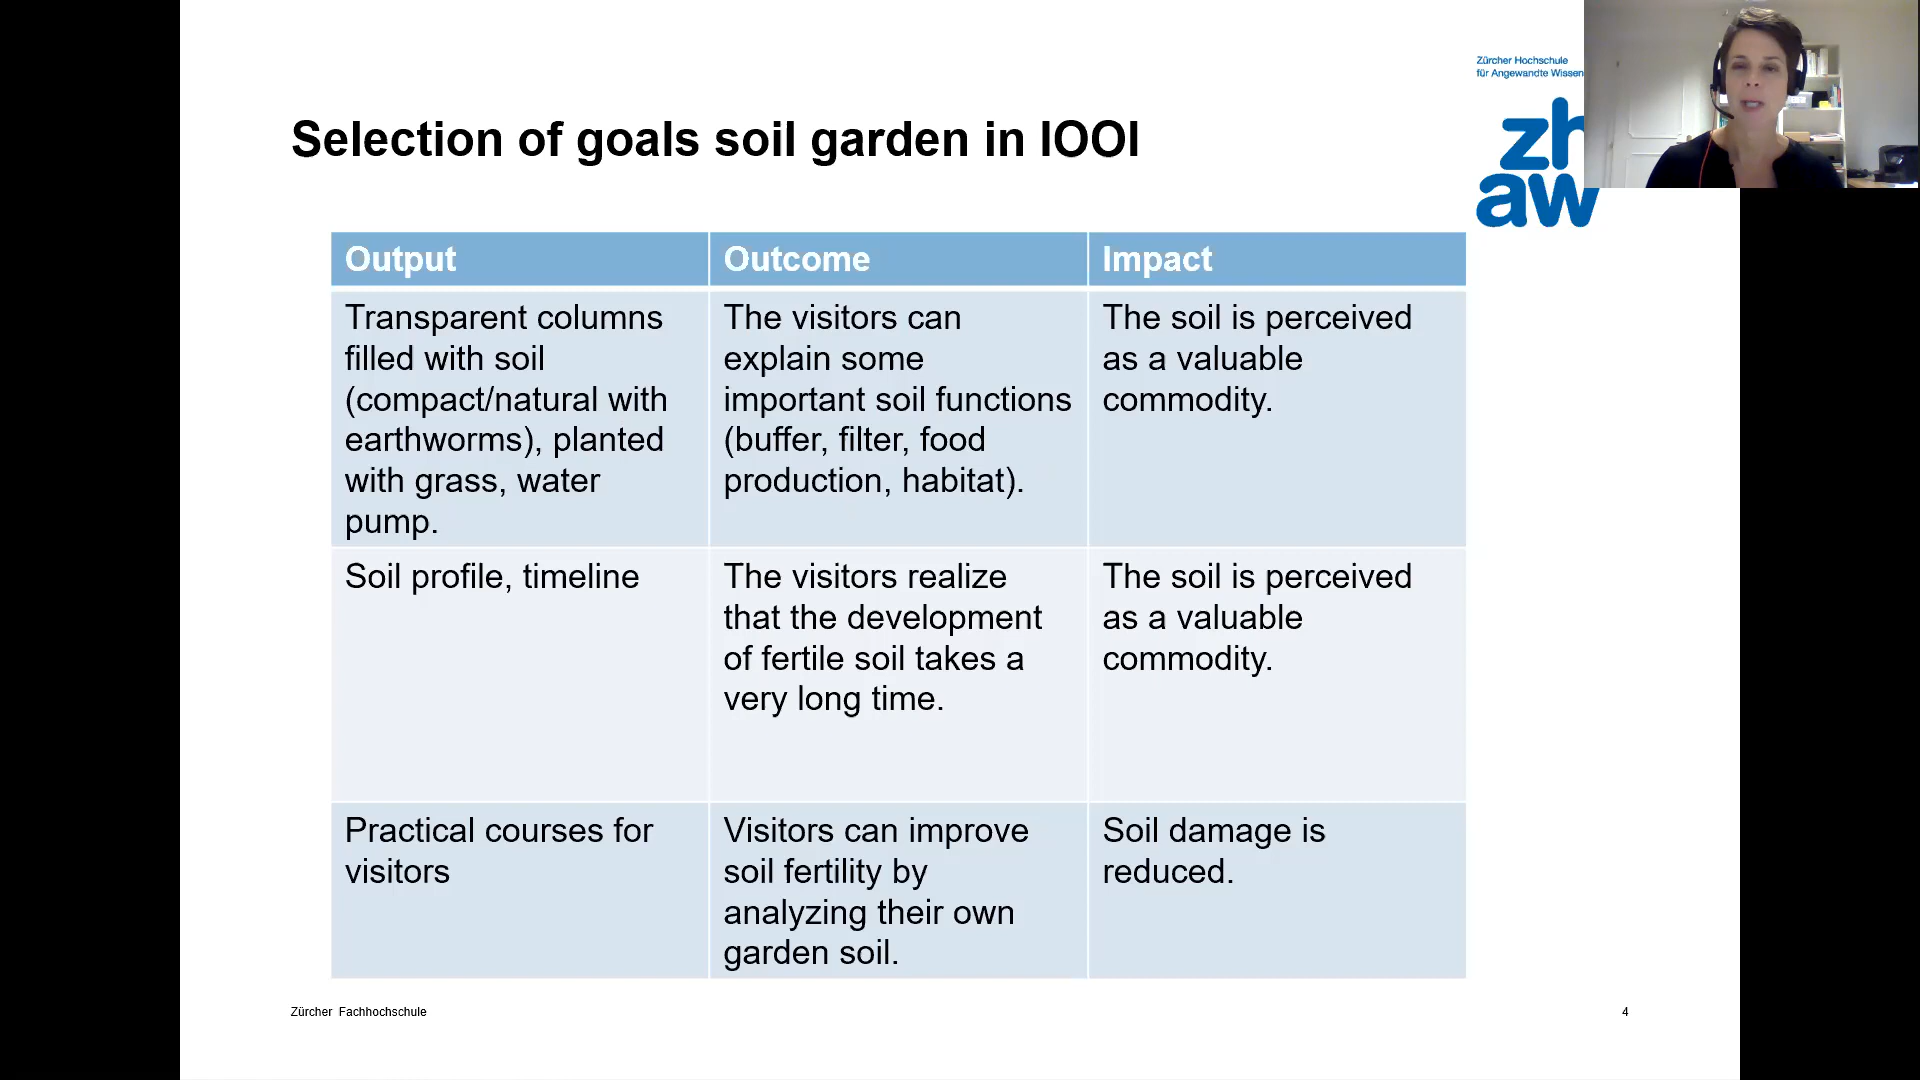 Zürcher Hochschule
für Angewandte Wissen
zh
aw
Selection of goals soil garden in IOOI
Output
Outcome
Impact
Transparent columns
filled with soil
(compact/natural with
earthworms), planted
with grass, water
pump.
The visitors can
explain some
important soil functions
(buffer, filter, food
production, habitat).
The soil is perceived
as a valuable
commodity.
Soil profile, timeline
The visitors realize
that the development
of fertile soil takes a
very long time.
The soil is perceived
as a valuable
commodity.
Practical courses for
visitors
Visitors can improve
soil fertility by
analyzing their own
garden soil.
Soil damage is
reduced.
Zürcher Fachhochschule
4